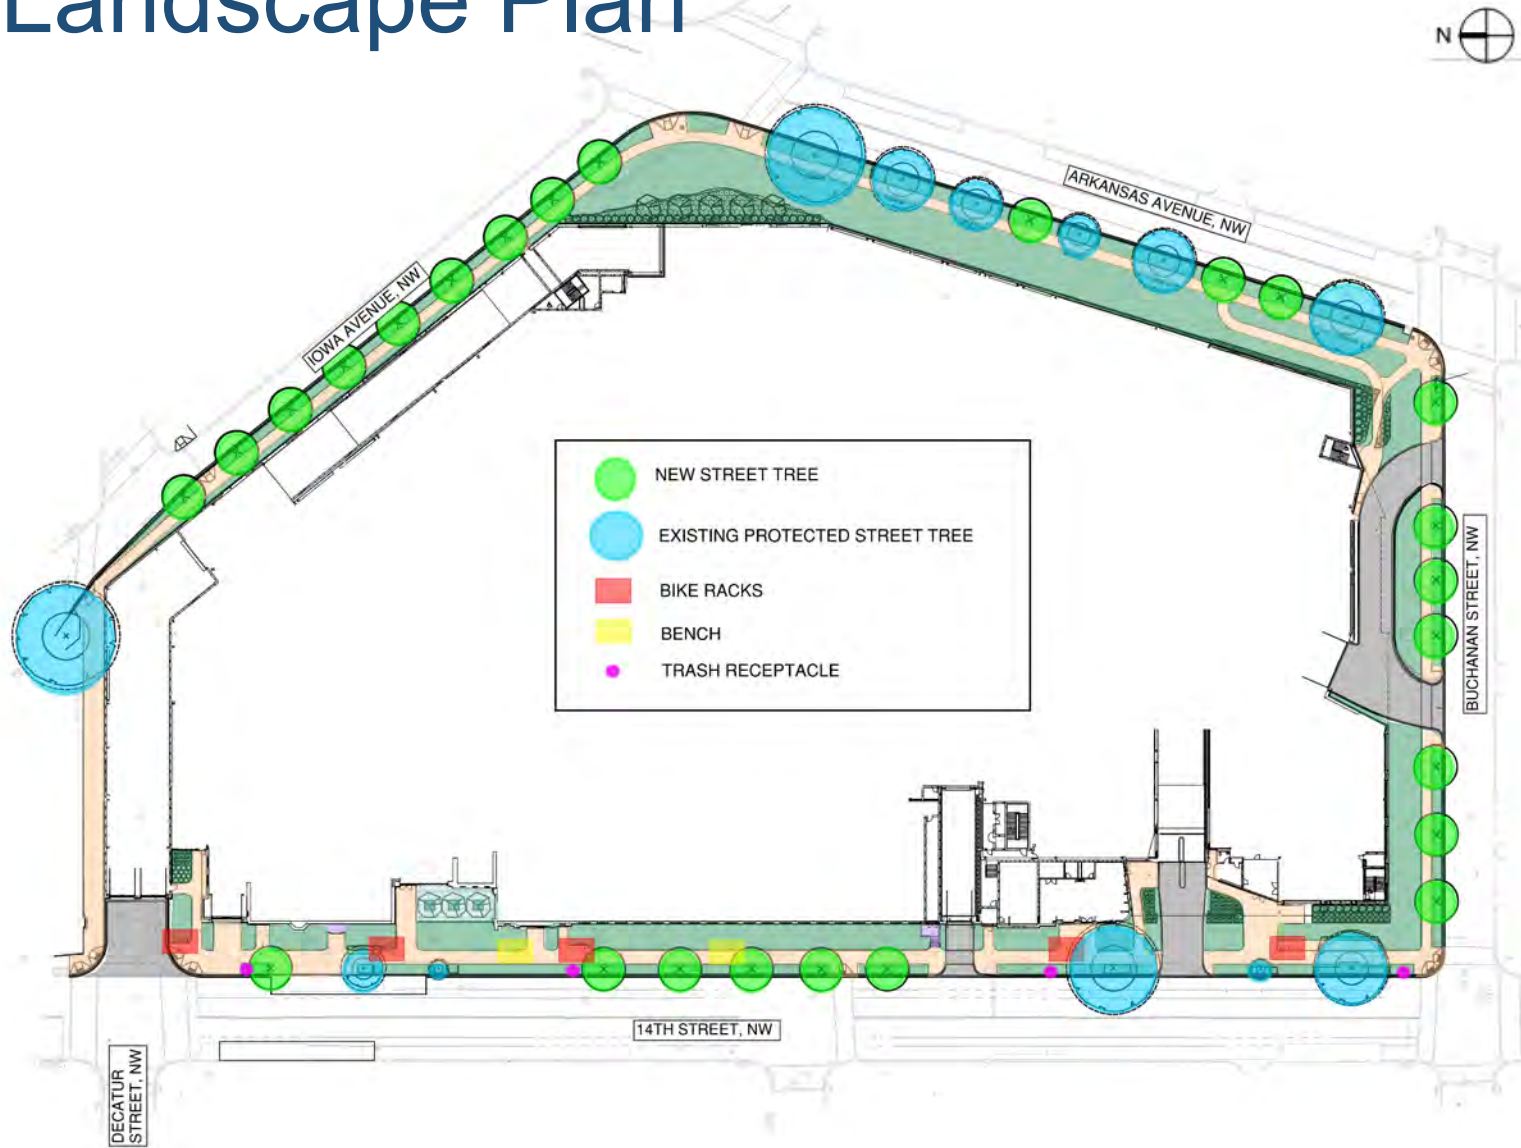 Landscape Plan
N
ARKANSAS AVENUE, NW
IOWA AVENUE, NW
NEW STREET TREE
EXISTING PROTECTED STREET TREE
BIKE RACKS
BENCH
TRASH RECEPTACLE
BUCHANAN STREET, NW
14TH STREET, NW
DECATUR
STREET, NW